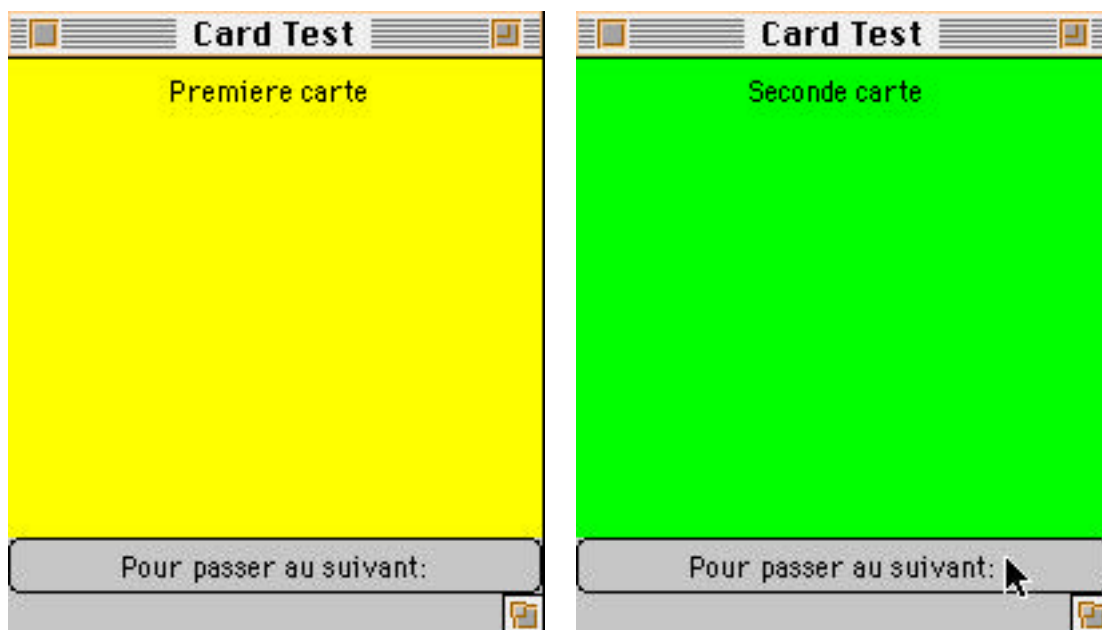 Card Test
Premiere carte
Pour passer au suivant:
Card Test
Seconde carte
Pour passer au suivant: